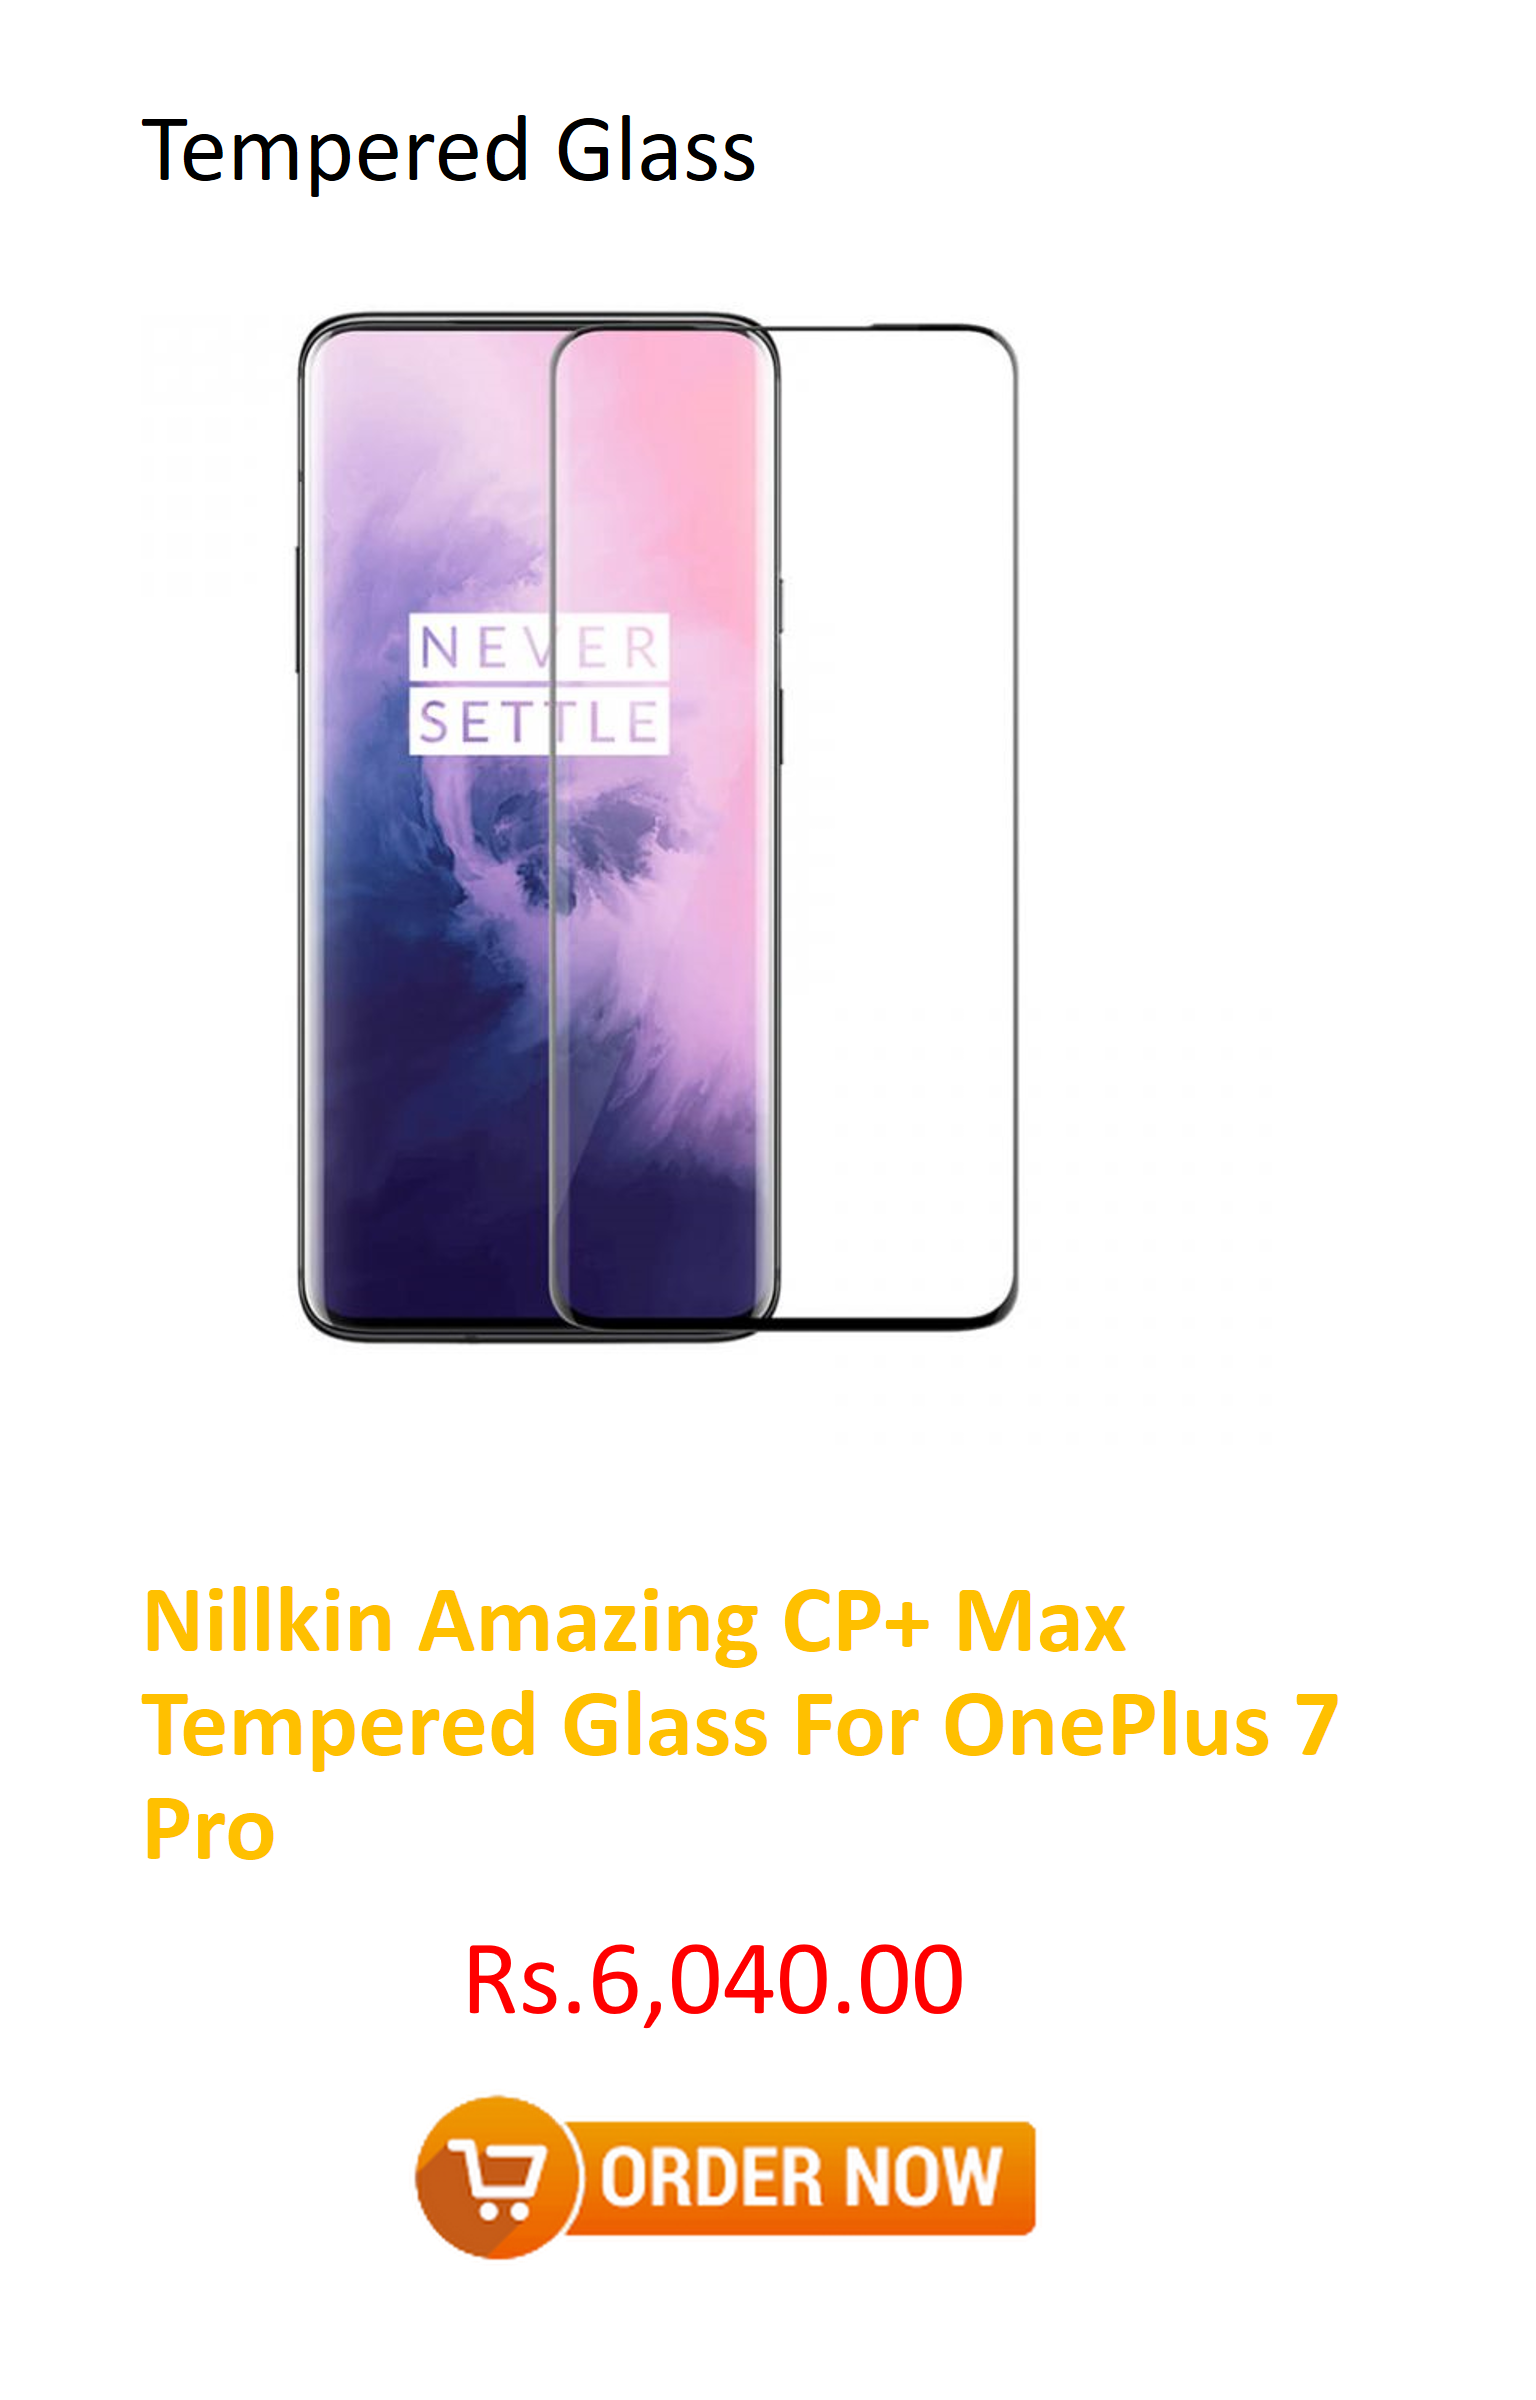 Tempered Glass
NEVER
SETTLE
Nillkin Amazing CP+ Max
Tempered Glass For OnePlus 7
Pro
Rs.6,040.00
ORDER NOW